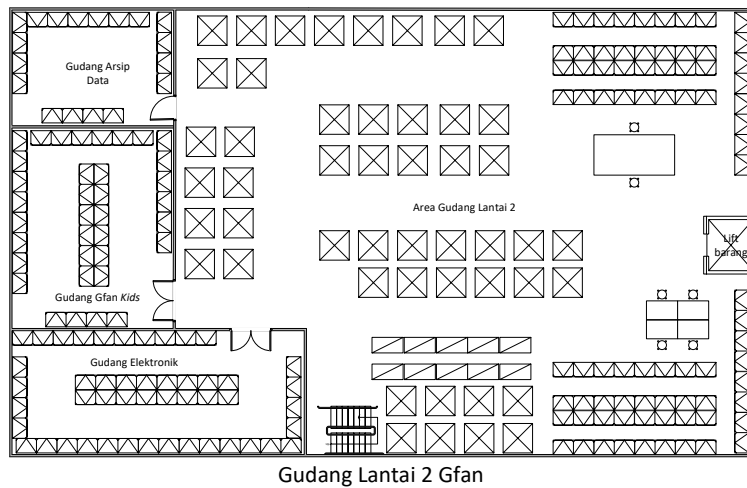 Gudang Arsip
Data
Area Gudang Lantai 2
Lift
barang
Gudang Gfan Kids
Gudang Elektronik
Gudang Lantai 2 Gfan